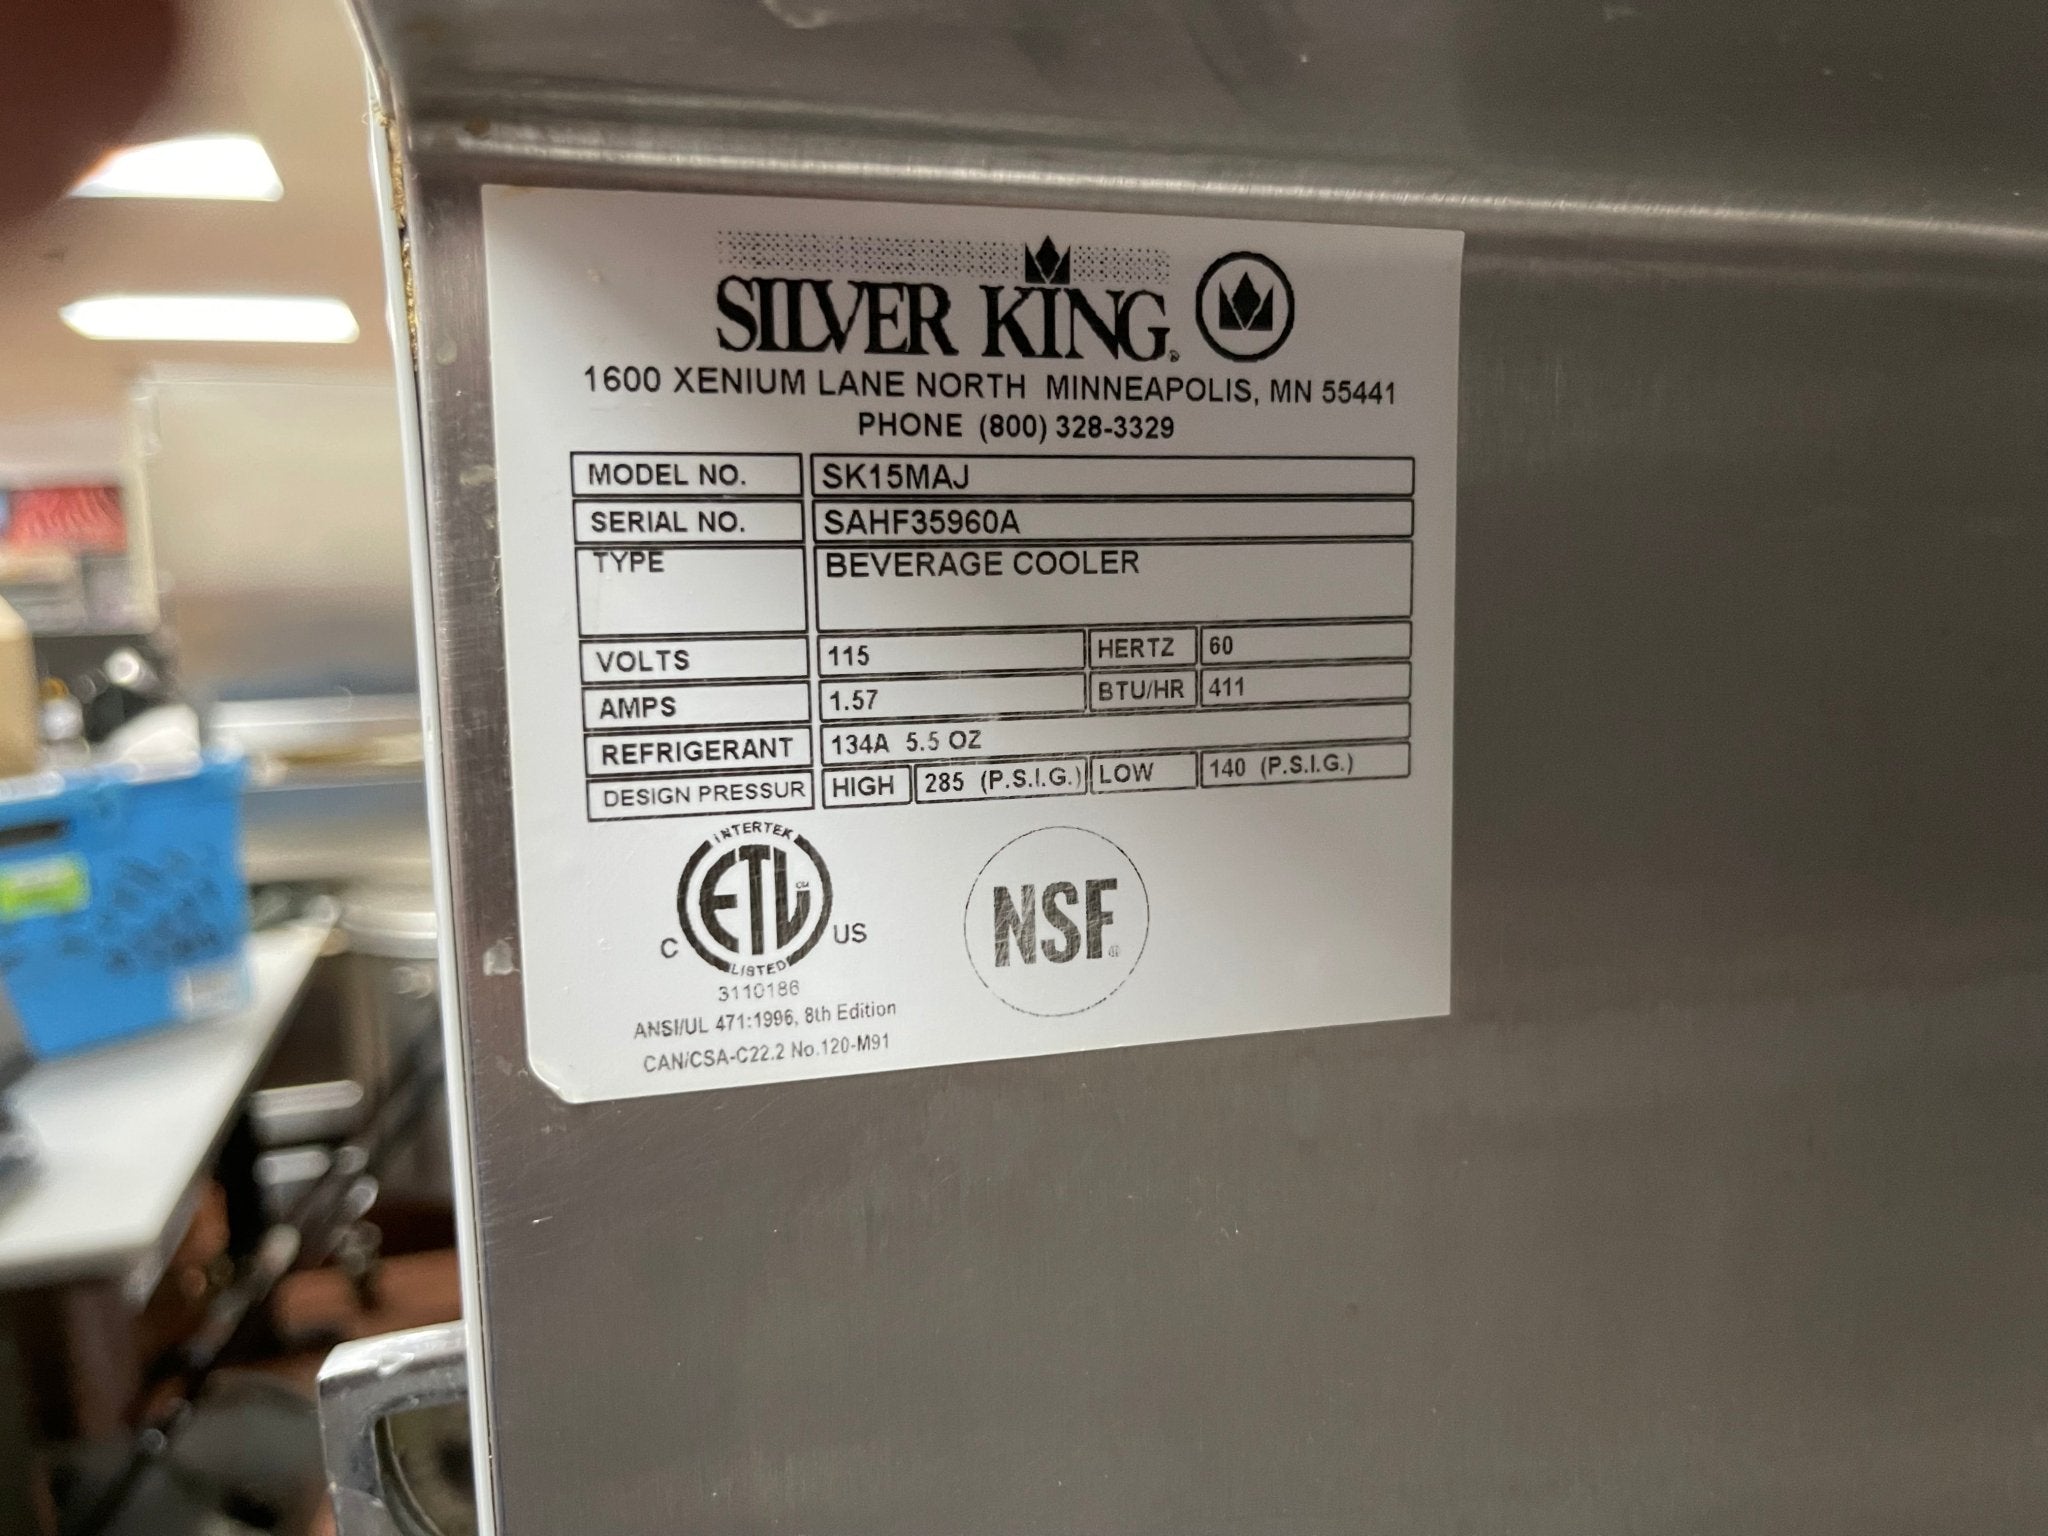 SILVER KING
1600 XENIUM LANE NORTH MINNEAPOLIS, MN 55441
PHONE (800) 328-3329
MODEL NO. SK15MAJ
SERIAL NO. SAHF35960A
TYPE BEVERAGE COOLER
VOLTS 115 HERTZ 60
AMPS 1.57 BTU/HR 411
REFRIGERANT 134A 5.5 OZ
DESIGN PRESSUR HIGH 285 (P.S.I.G.) LOW 140 (P.S.I.G.)
INTERTEK
ETL CM
C US
LISTED
3110186
ANSI/UL 471:1996, 8th Edition
CAN/CSA-C22.2 No.120-M91
NSF